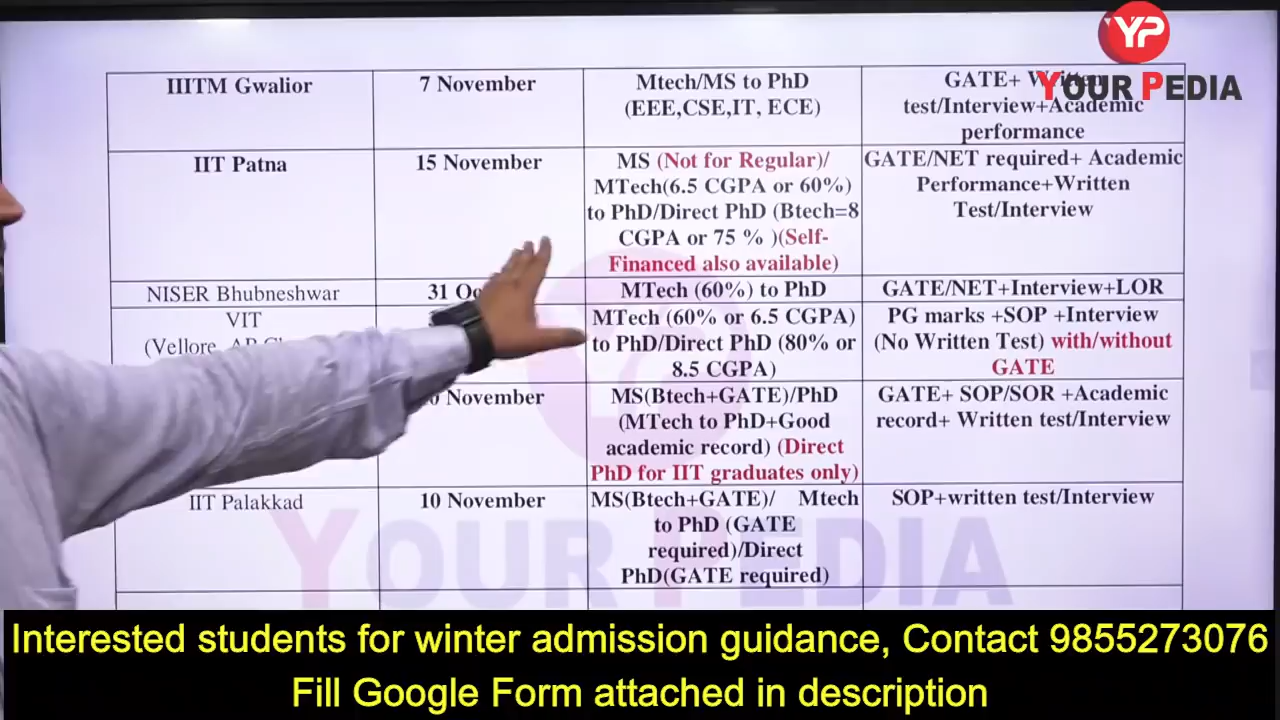 YP
YOUR PEDIA
IIITM Gwalior
7 November
Mtech/MS to PhD
(EEE,CSE,IT, ECE)
GATE+ Written
test/Interview+Academic
performance
IIT Patna
15 November
MS (Not for Regular)/
MTech(6.5 CGPA or 60%)
to PhD/Direct PhD (Btech=8
CGPA or 75 % )(Self-
Financed also available)
GATE/NET required+ Academic
Performance+Written
Test/Interview
NISER Bhubneshwar
31
MTech (60%) to PhD
GATE/NET+Interview+LOR
VIT
(Vellore,
MTech (60% or 6.5 CGPA)
to PhD/Direct PhD (80% or
8.5 CGPA)
PG marks +SOP +Interview
(No Written Test) with/without
GATE
November
MS(Btech+GATE)/PhD
(MTech to PhD+Good
academic record) (Direct
PhD for IIT graduates only)
GATE+ SOP/SOR +Academic
record+ Written test/Interview
IIT Palakkad
10 November
MS(Btech+GATE)/ Mtech
to PhD (GATE
required)/Direct
PhD(GATE required)
SOP+written test/Interview
YOUR PEDIA
Interested students for winter admission guidance, Contact 9855273076
Fill Google Form attached in description